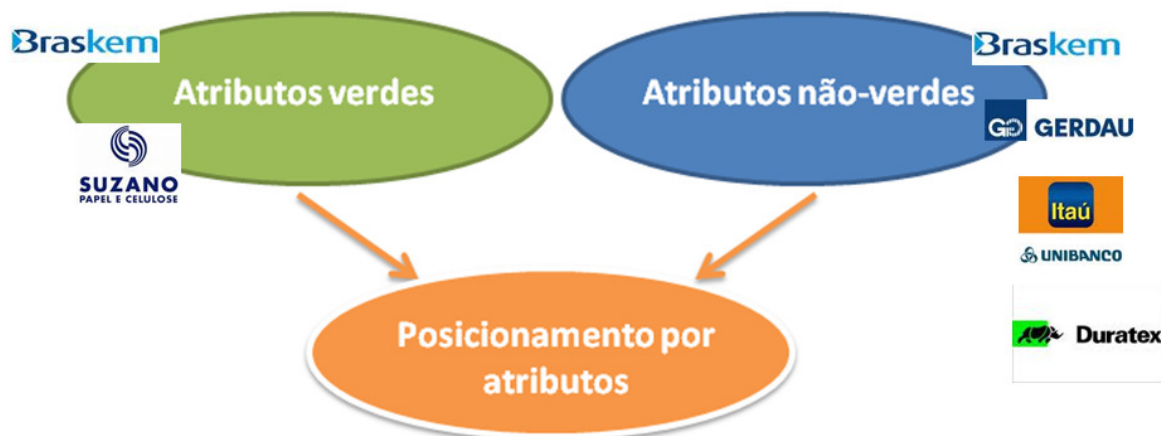 Braskem
Atributos verdes
SUZANO
PAPEL E CELULOSE
Braskem
Atributos não-verdes
GERDAU
Itaú
UNIBANCO
Duratex
Posicionamento por
atributos